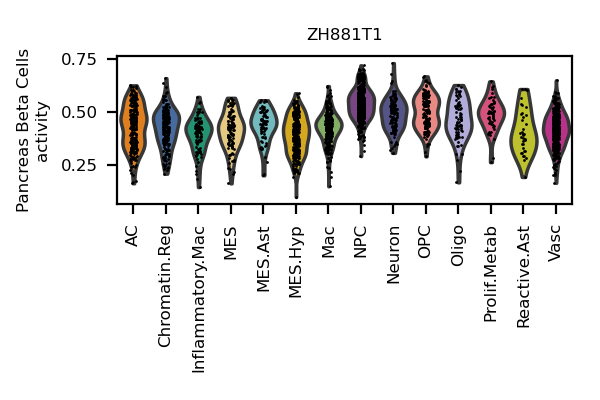 ZH881T1
Pancreas Beta Cells
activity
0.75
0.50
0.25
AC
Chromatin.Reg
Inflammatory.Mac
MES
MES.Ast
MES.Hyp
Mac
NPC
Neuron
OPC
Oligo
Prolif.Metab
Reactive.Ast
Vasc